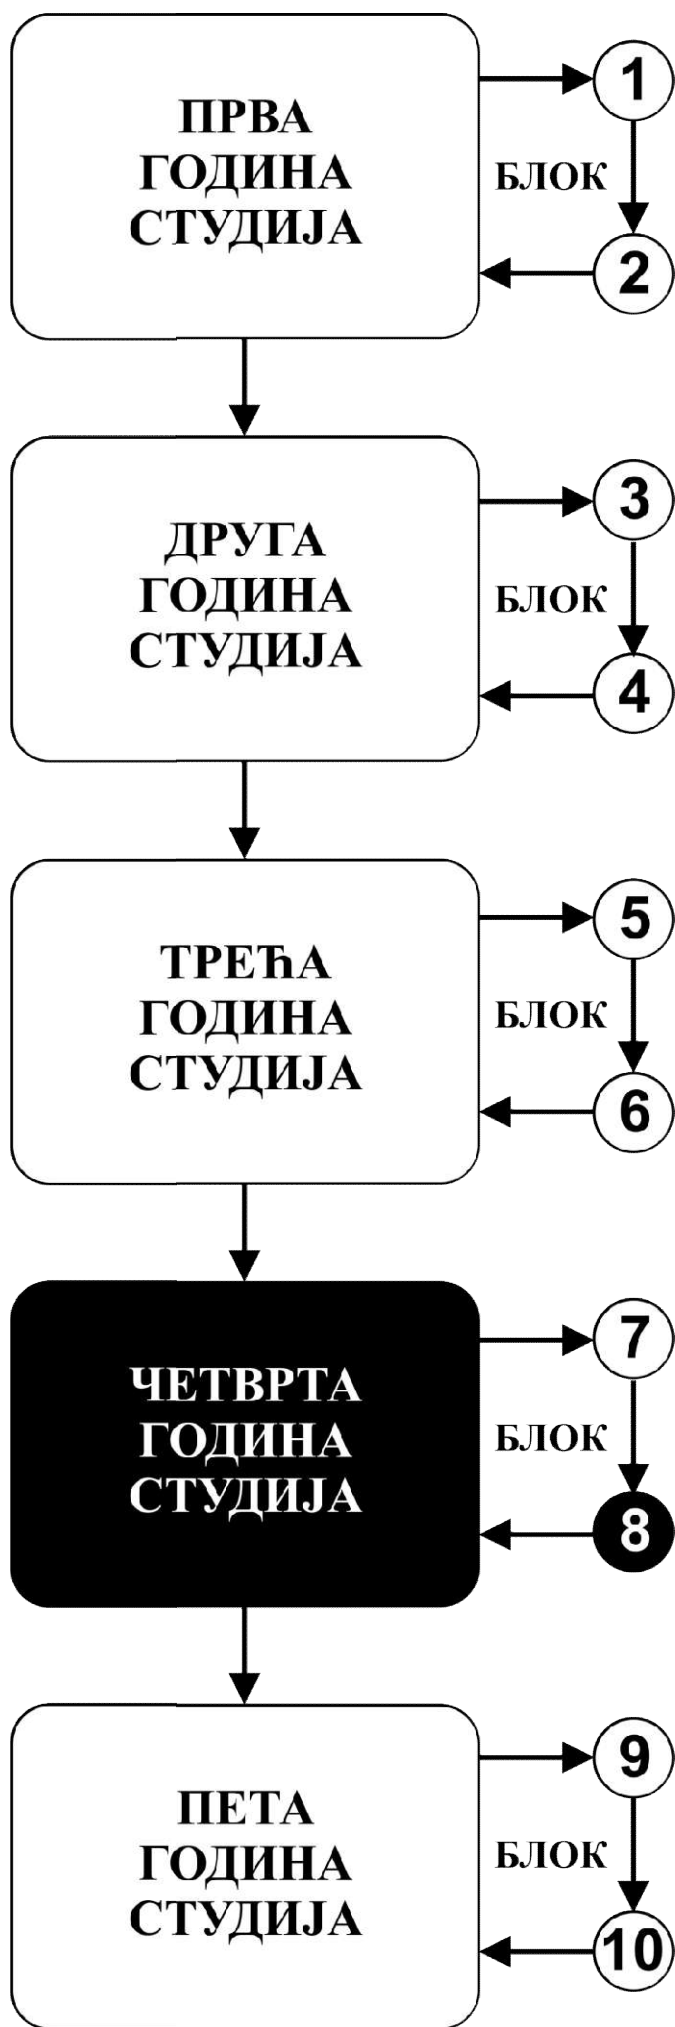 ПРВА
ГОДИНА
СТУДИЈА
1
БЛОК
2
ДРУГА
ГОДИНА
СТУДИЈА
3
БЛОК
4
ТРЕЋА
ГОДИНА
СТУДИЈА
5
БЛОК
6
ЧЕТВРТА
ГОДИНА
СТУДИЈА
7
БЛОК
8
ПЕТА
ГОДИНА
СТУДИЈА
9
БЛОК
10